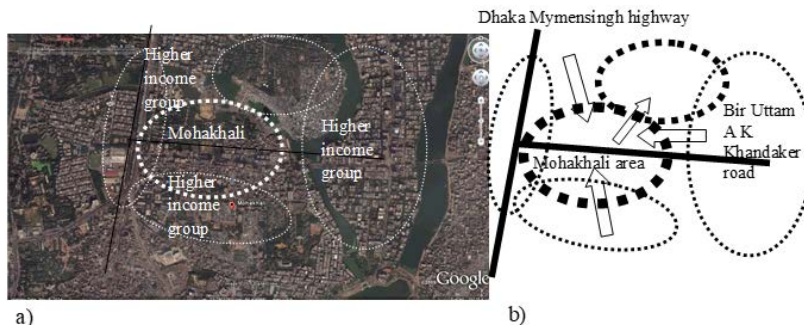 Higher
income
group
Mohakhali
Higher
income
group
Higher
income
group
Google
a)
Dhaka Mymensingh highway
Bir Uttam
A K
Khandaker
road
Mohakhali area
b)